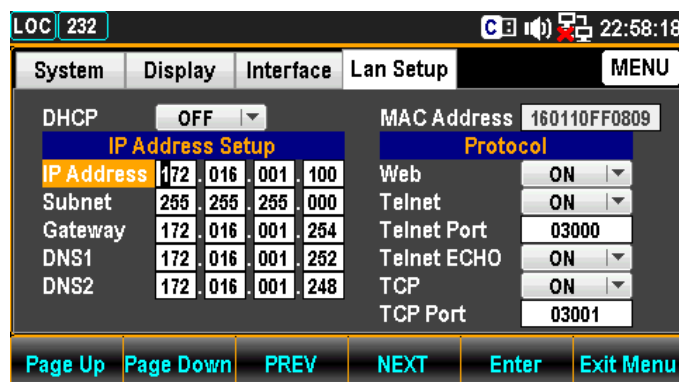 LOC 232 C 22:58:18
System Display Interface Lan Setup MENU
DHCP OFF
IP Address Setup
IP Address 172 . 016 . 001 . 100
Subnet 255 . 255 . 255 . 000
Gateway 172 . 016 . 001 . 254
DNS1 172 . 016 . 001 . 252
DNS2 172 . 016 . 001 . 248
MAC Address 160110FF0809
Protocol
Web ON
Telnet ON
Telnet Port 03000
Telnet ECHO ON
TCP ON
TCP Port 03001
Page Up Page Down PREV NEXT Enter Exit Menu